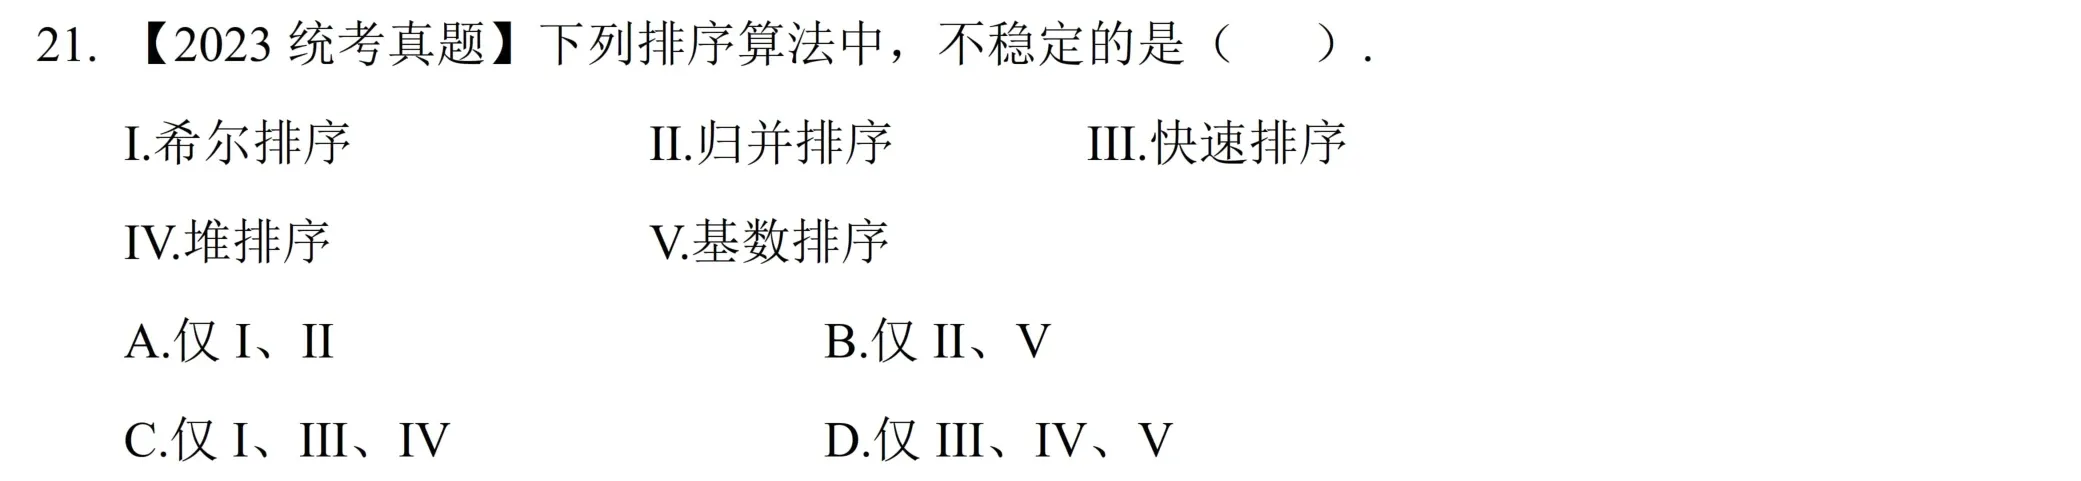 21. 【2023 统考真题】下列排序算法中，不稳定的是（ ）.
I.希尔排序 II.归并排序 III.快速排序
IV.堆排序 V.基数排序
A.仅 I、II B.仅 II、V
C.仅 I、III、IV D.仅 III、IV、V